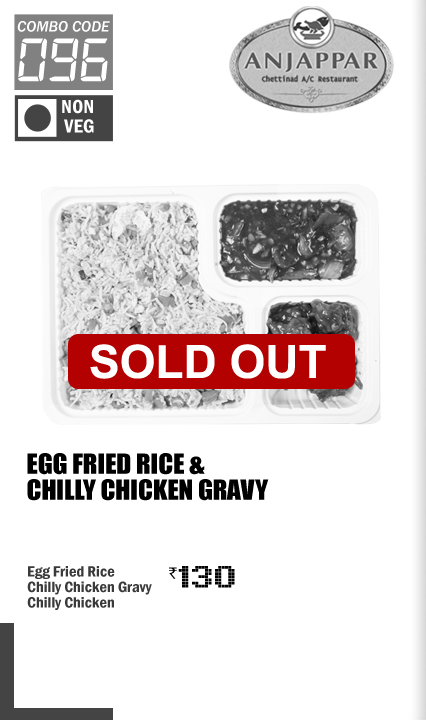 COMBO CODE
096
NON
VEG
ANJAPPAR
Chettinad A/C Restaurant
SOLD OUT
EGG FRIED RICE &
CHILLY CHICKEN GRAVY
Egg Fried Rice
Chilly Chicken Gravy
Chilly Chicken
₹130